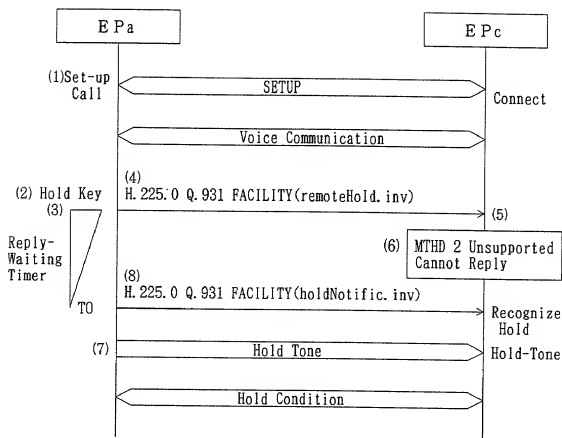 EPa
EPc
(1)Set-up
Call
SETUP
Connect
Voice Communication
(4)
(2) Hold Key
H.225.0 Q.931 FACILITY(remoteHold.inv)
(3)
(5)
Reply-
Waiting
Timer
(6)
MTHD 2 Unsupported
Cannot Reply
(8)
H.225.0 Q.931 FACILITY(holdNotific.inv)
TO
Recognize
Hold
(7)
Hold Tone
Hold-Tone
Hold Condition